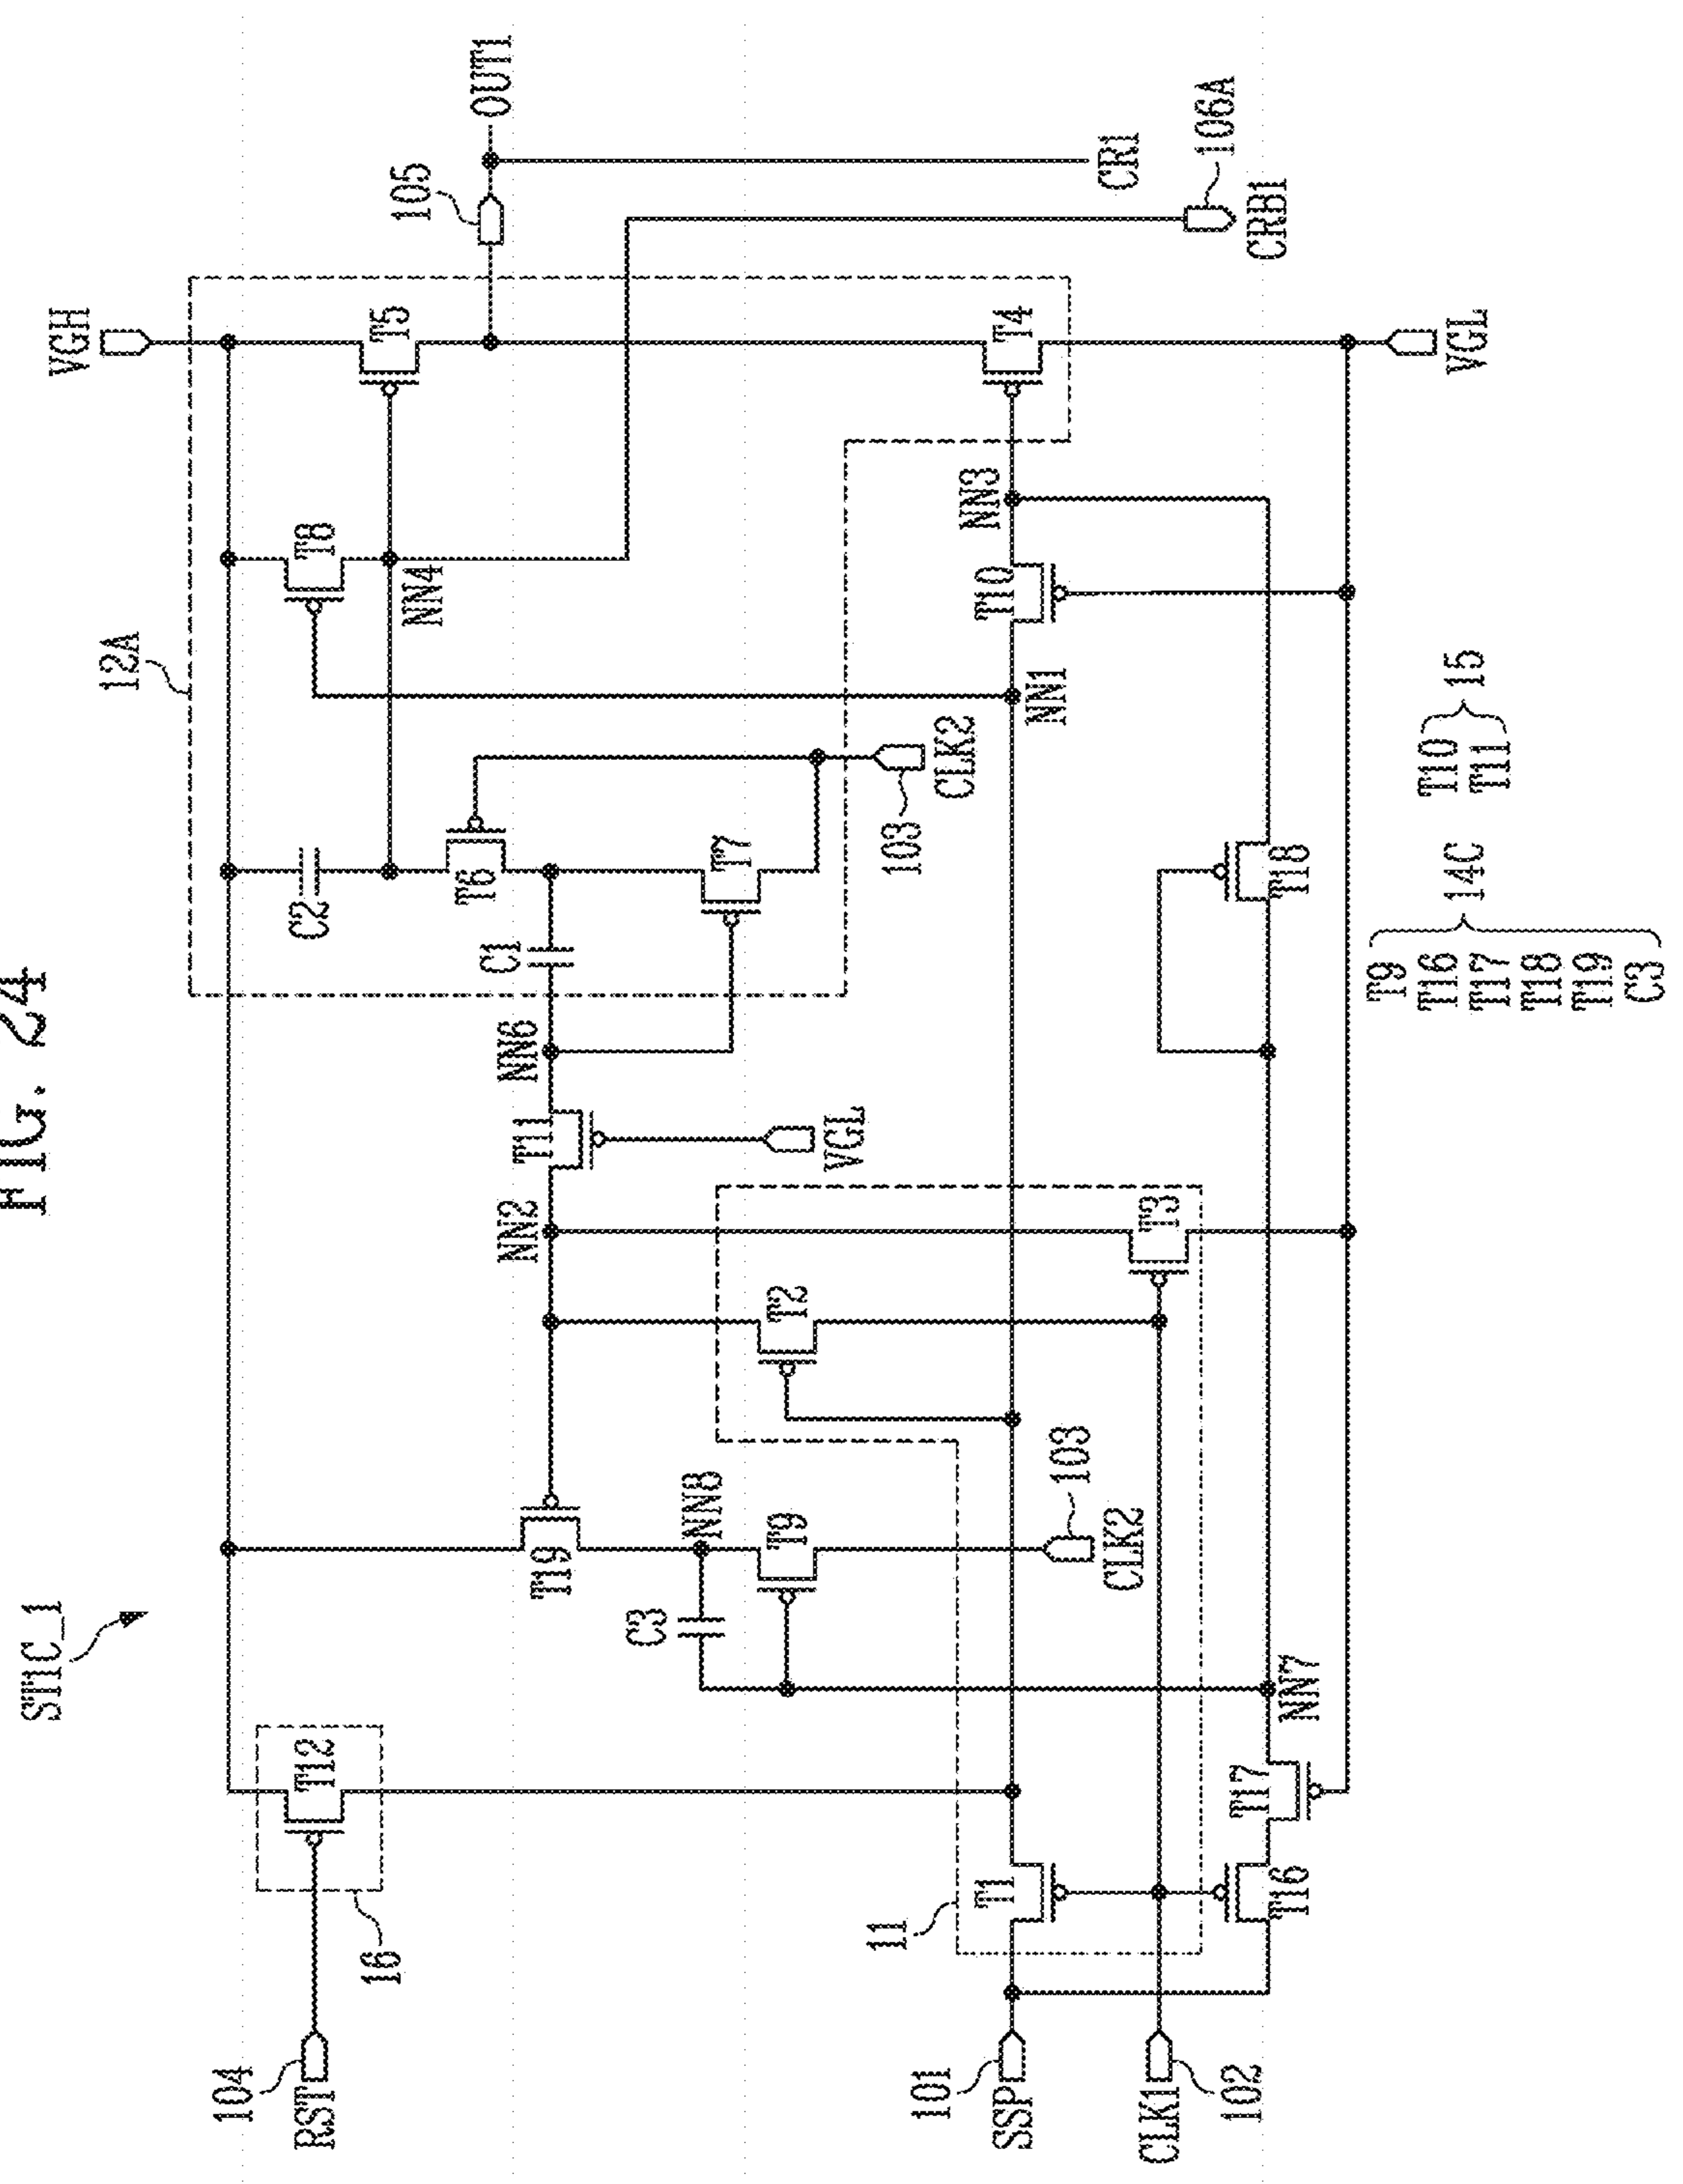 FIG. 24
ST1C_1
104
RST
16
T12
VGH
12A
C2
T8
T5
105
OUT1
NN4
T6
C1
T7
103
CLK2
NN6
T11
VGL
NN2
T19
C3
NN8
T9
103
CLK2
T2
T3
11
T1
101
SSP
CLK1
102
T16
T17
NN7
T18
NN1
T10
NN3
T4
CR1
106A
CRB1
VGL
T9
T16
T17
T18
T19
C3
14C
T10
T11
15